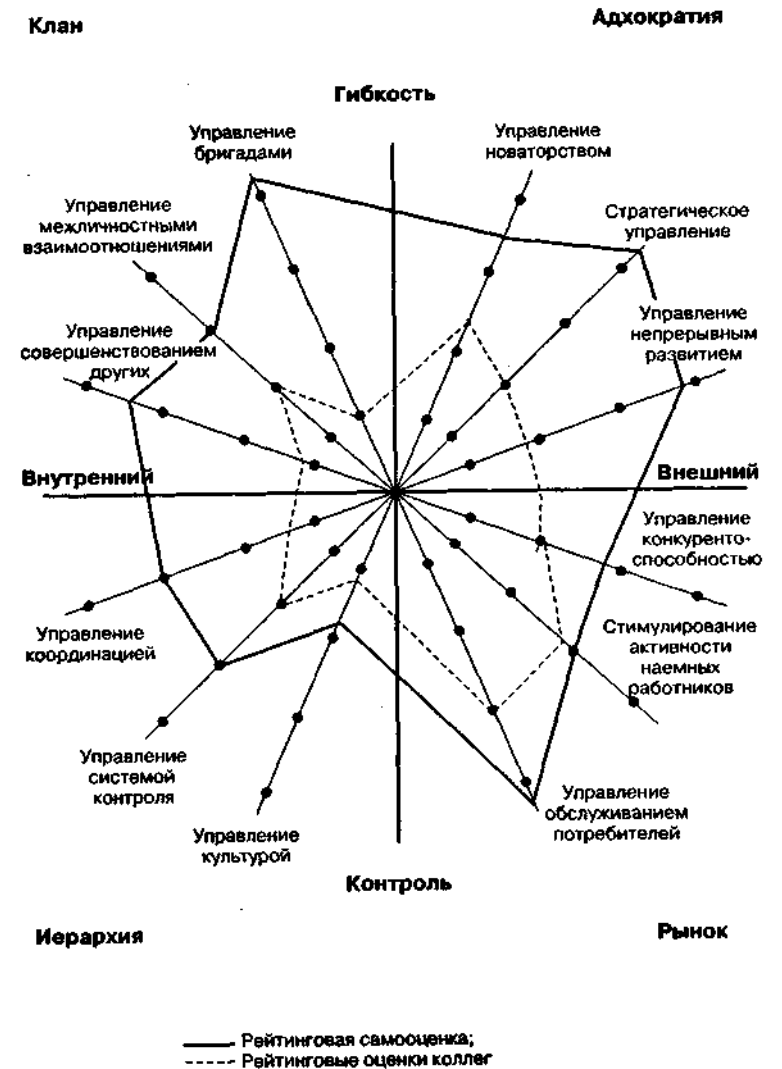 Клан
Адхократия
Гибкость
Управление
бригадами
Управление
новаторством
Управление
межличностными
взаимоотношениями
Стратегическое
управление
Управление
совершенствованием
других
Управление
непрерывным
развитием
Внутренний
Внешний
Управление
конкуренто-
способностью
Управление
координацией
Стимулирование
активности
наемных
работников
Управление
системой
контроля
Управление
культурой
Управление
обслуживанием
потребителей
Контроль
Иерархия
Рынок
Рейтинговая самооценка;
Рейтинговые оценки коллег